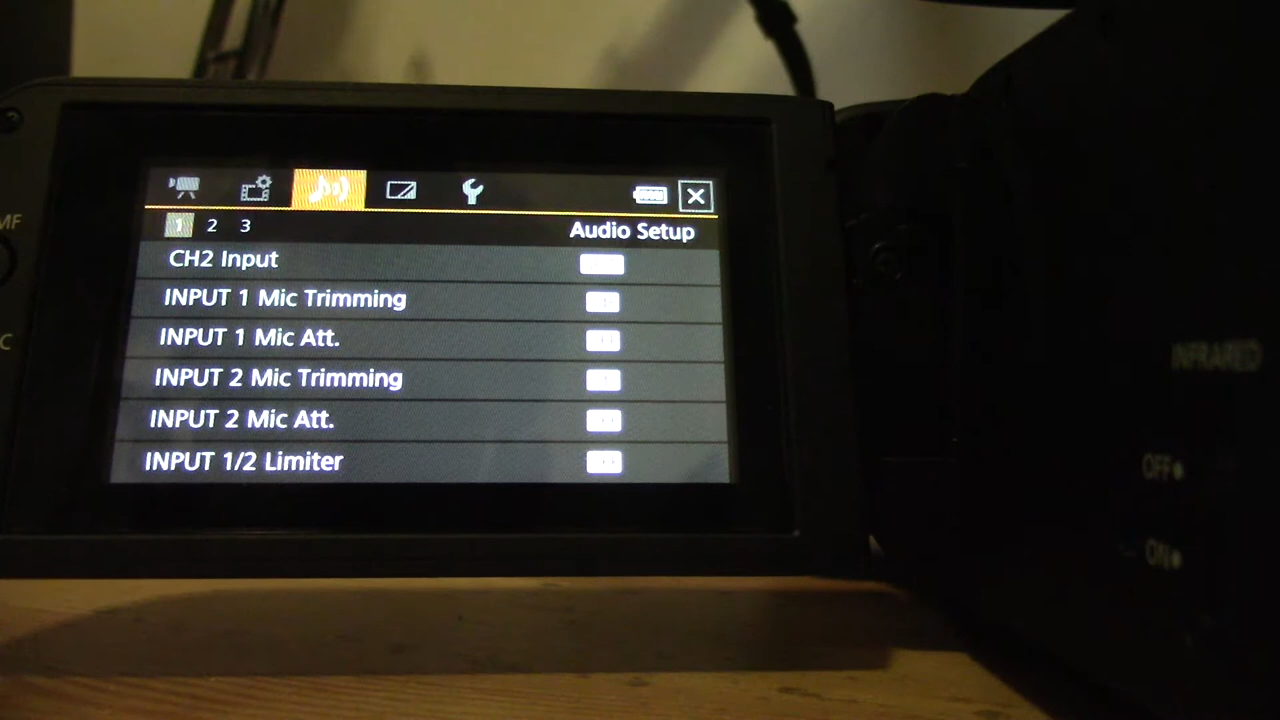 1 2 3
Audio Setup
CH2 Input
INPUT 1 Mic Trimming
INPUT 1 Mic Att.
INPUT 2 Mic Trimming
INPUT 2 Mic Att.
INPUT 1/2 Limiter
MF
C
INFRARED
OFF
ON